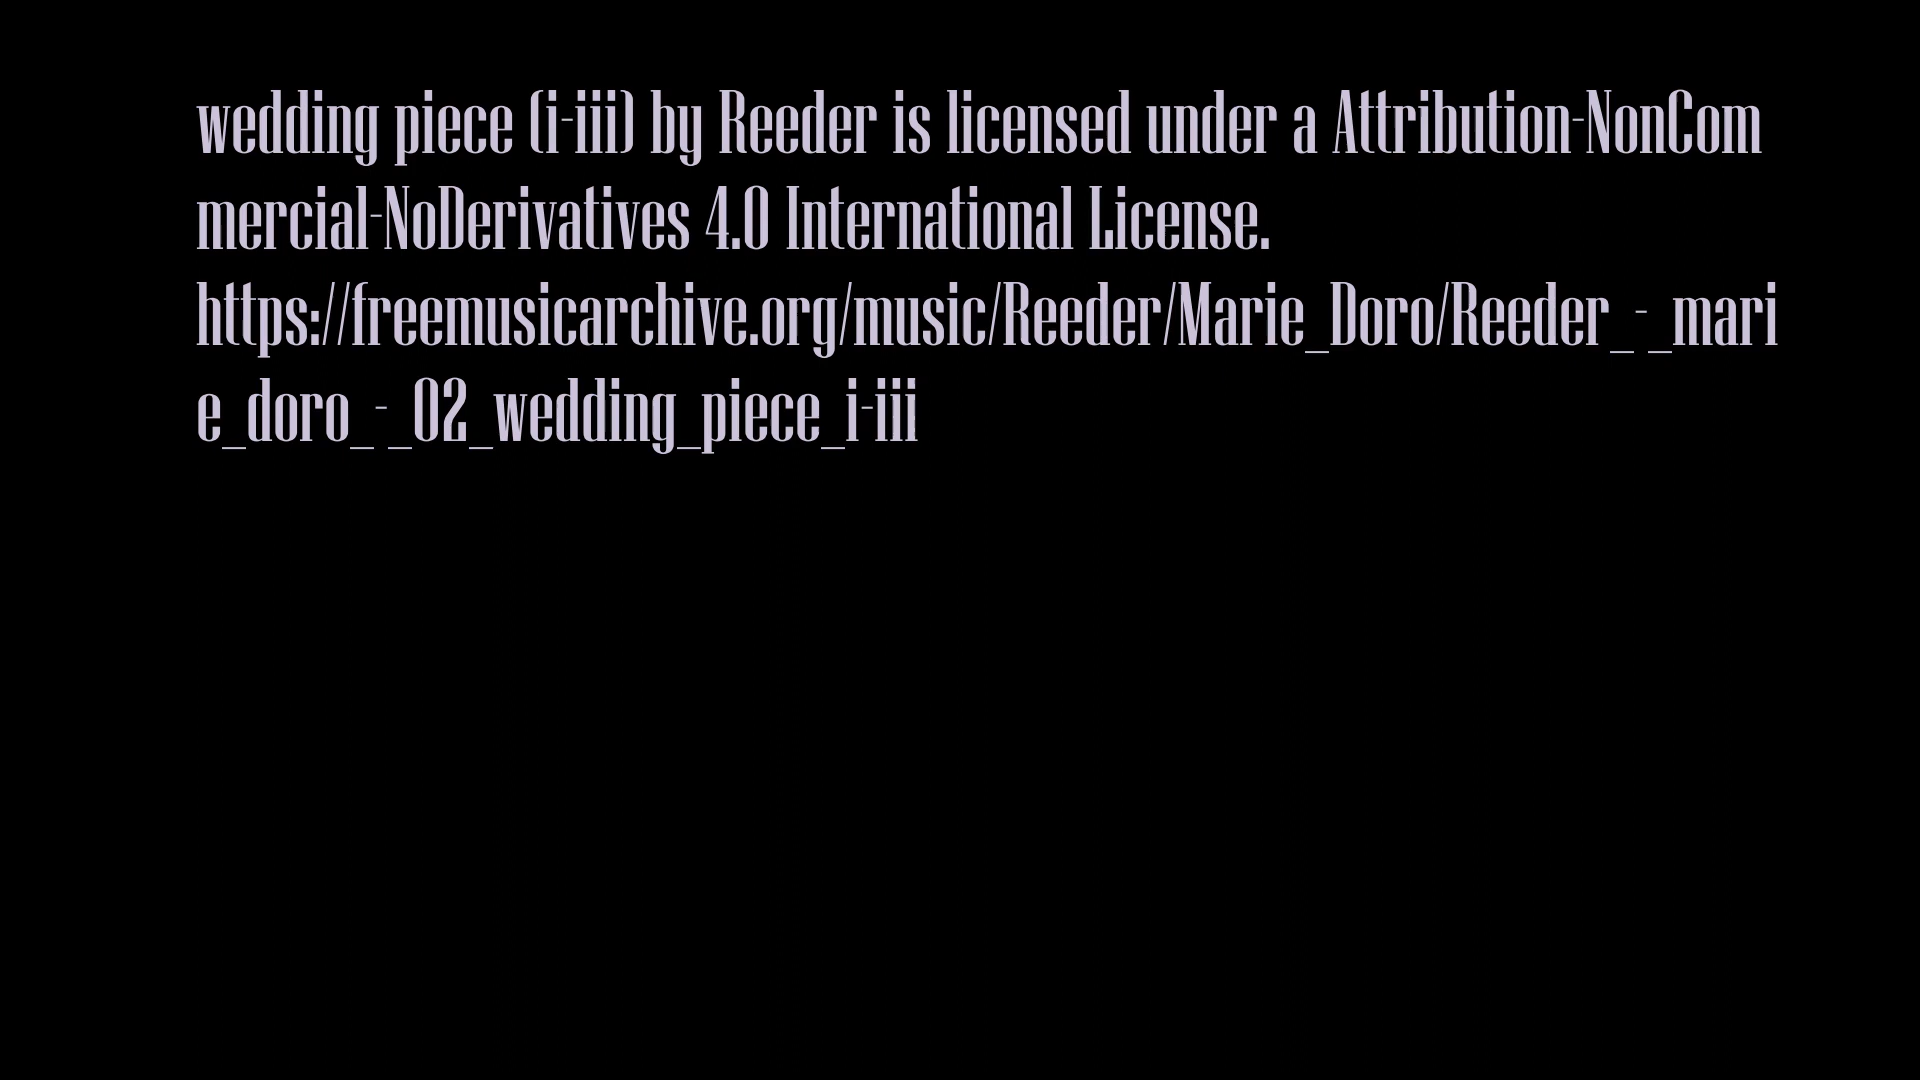 wedding piece (i-iii) by Reeder is licensed under a Attribution-NonCom
mercial-NoDerivatives 4.0 International License.
https://freemusicarchive.org/music/Reeder/Marie_Doro/Reeder_-_mari
e_doro_-_02_wedding_piece_i-iii